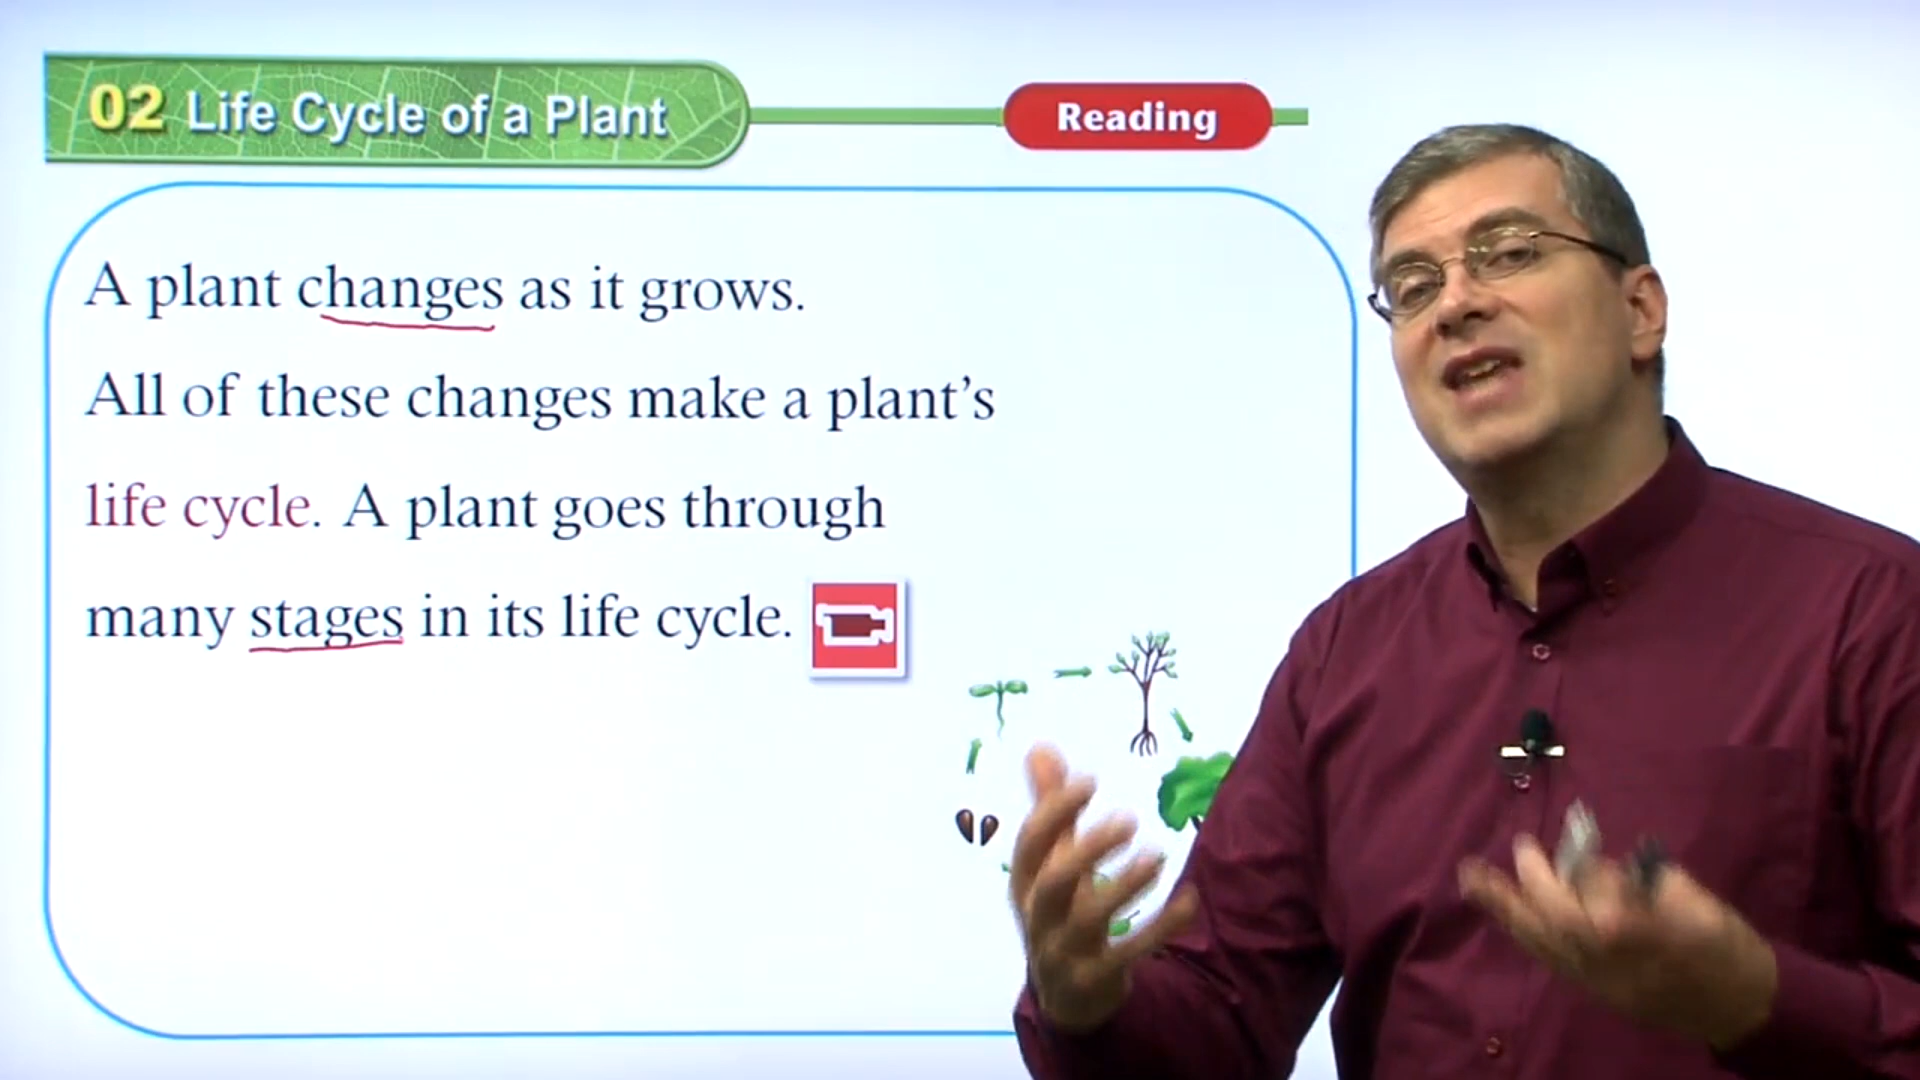 02 Life Cycle of a Plant
Reading
A plant changes as it grows.
All of these changes make a plant’s
life cycle. A plant goes through
many stages in its life cycle.